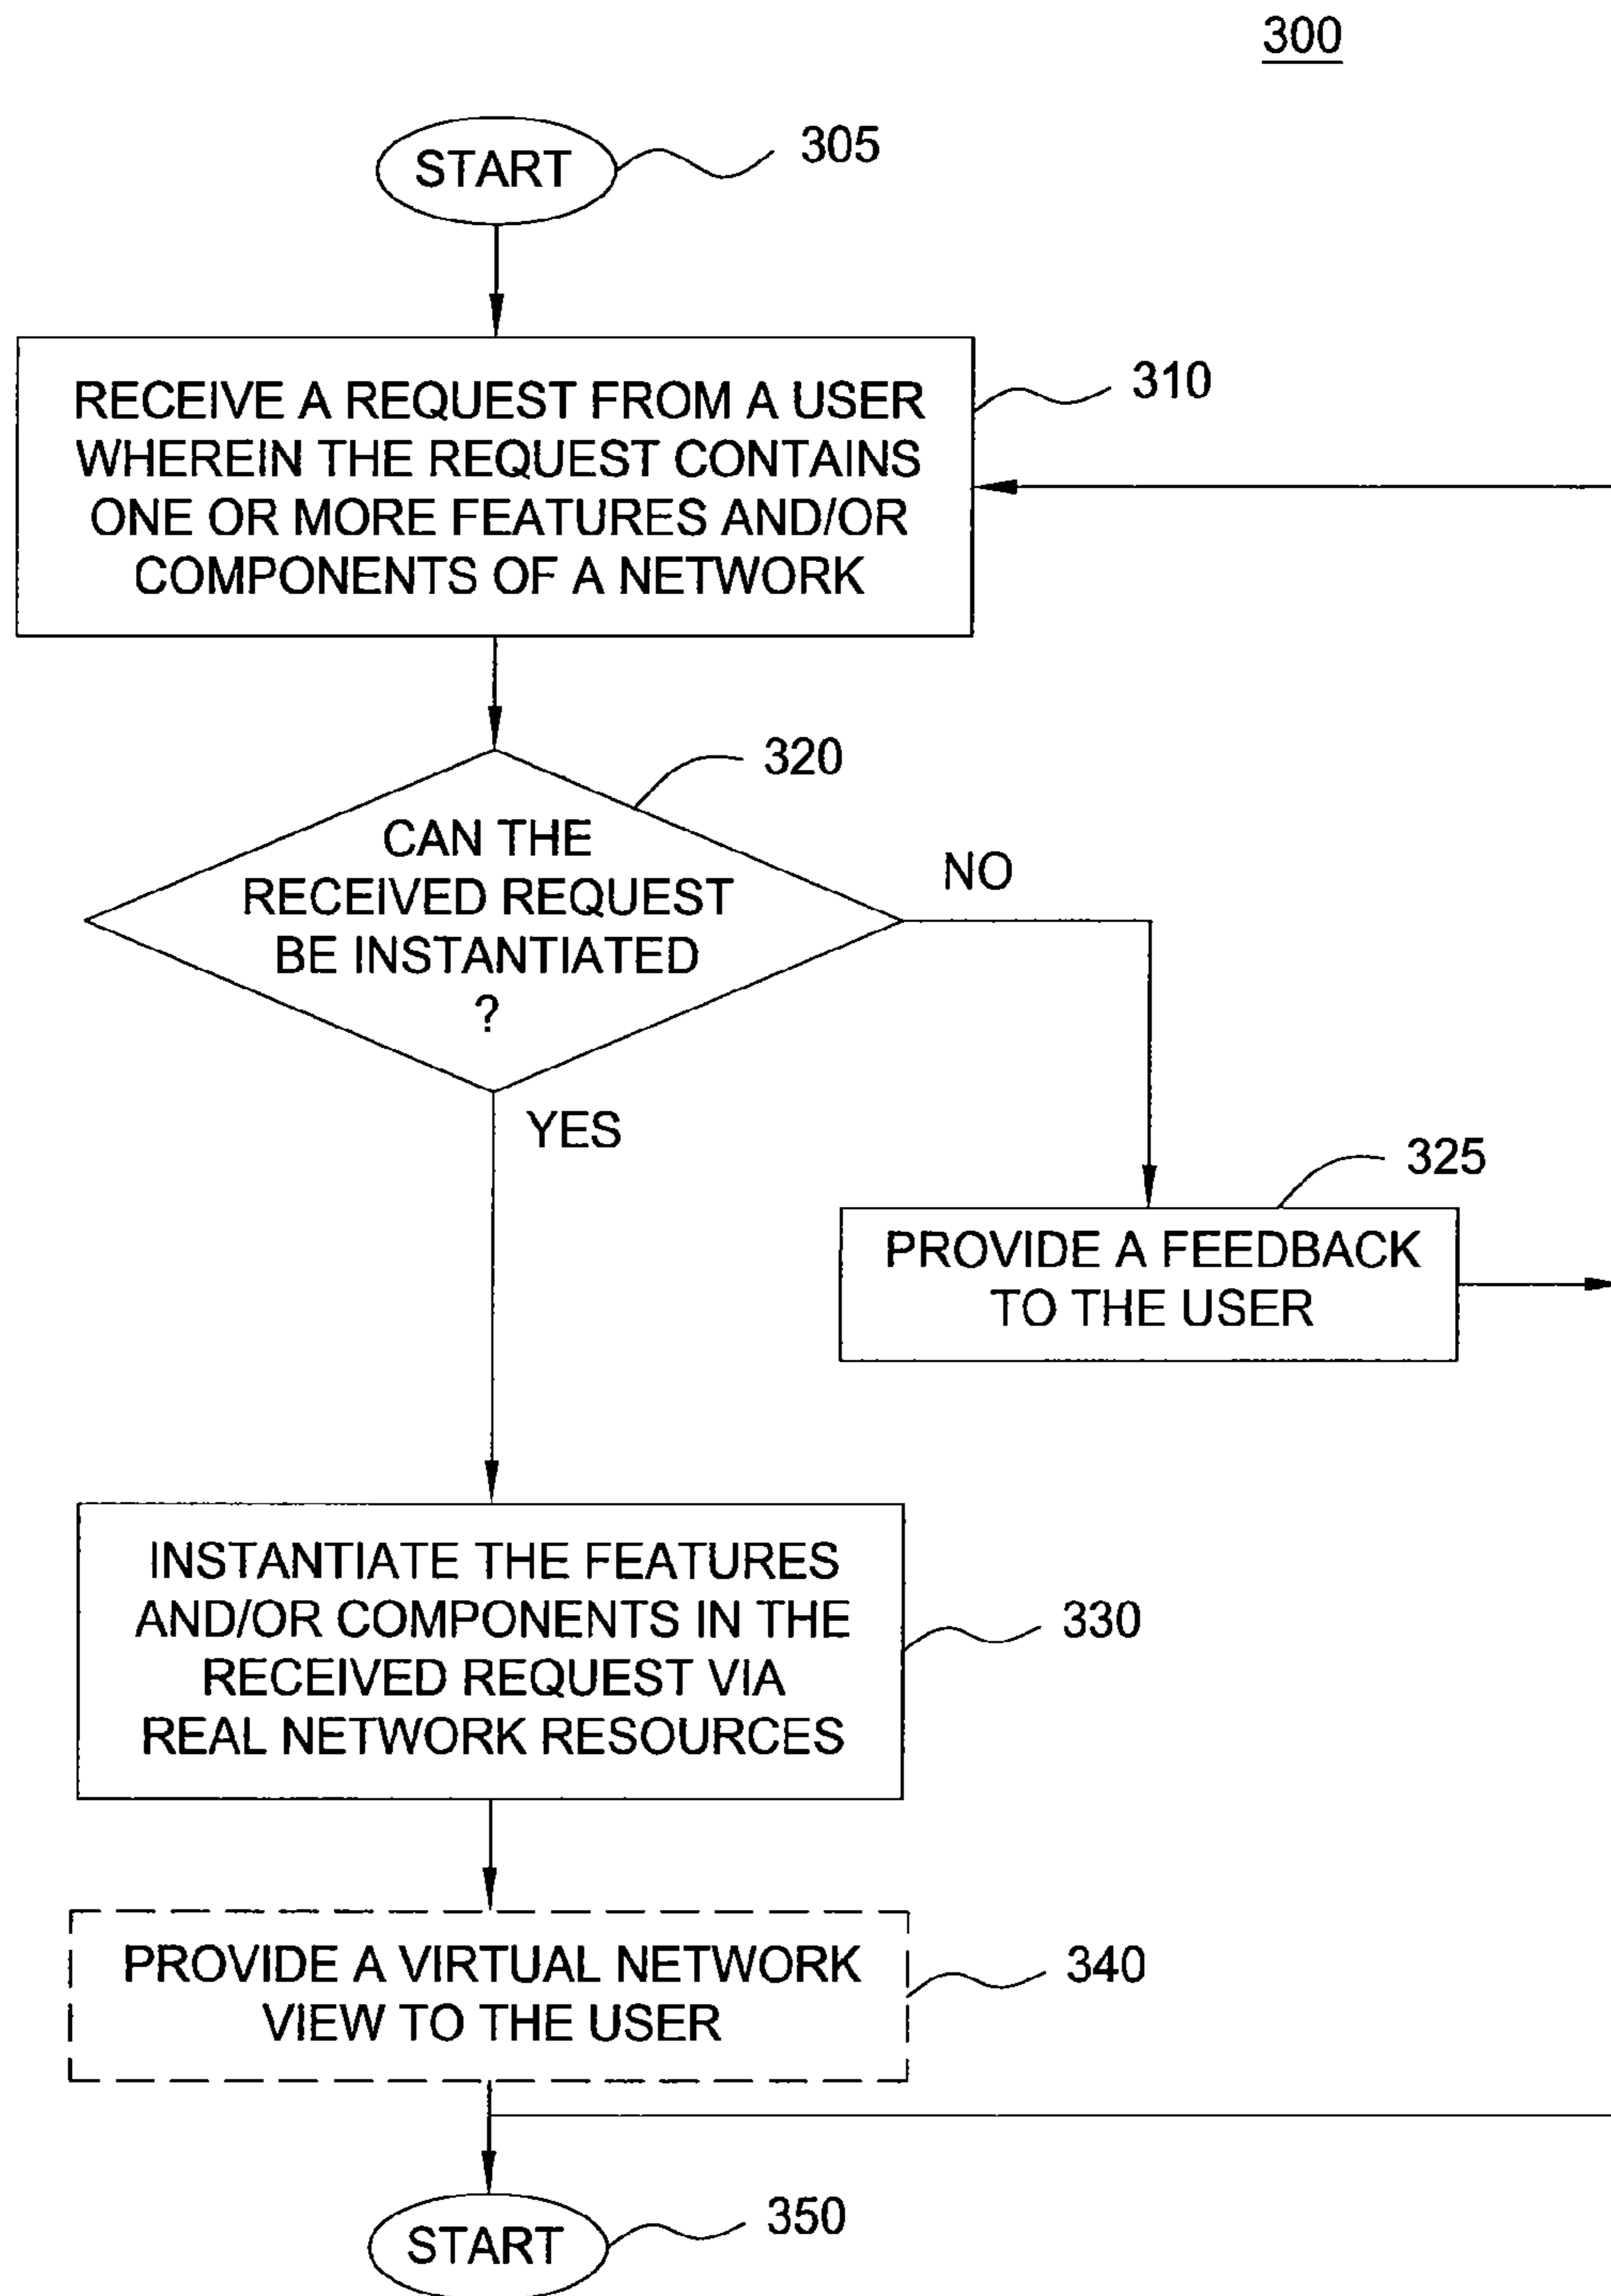 300
START
305
RECEIVE A REQUEST FROM A USER
WHEREIN THE REQUEST CONTAINS
ONE OR MORE FEATURES AND/OR
COMPONENTS OF A NETWORK
310
320
CAN THE
RECEIVED REQUEST
BE INSTANTIATED
?
NO
YES
325
PROVIDE A FEEDBACK
TO THE USER
INSTANTIATE THE FEATURES
AND/OR COMPONENTS IN THE
RECEIVED REQUEST VIA
REAL NETWORK RESOURCES
330
PROVIDE A VIRTUAL NETWORK
VIEW TO THE USER
340
START
350